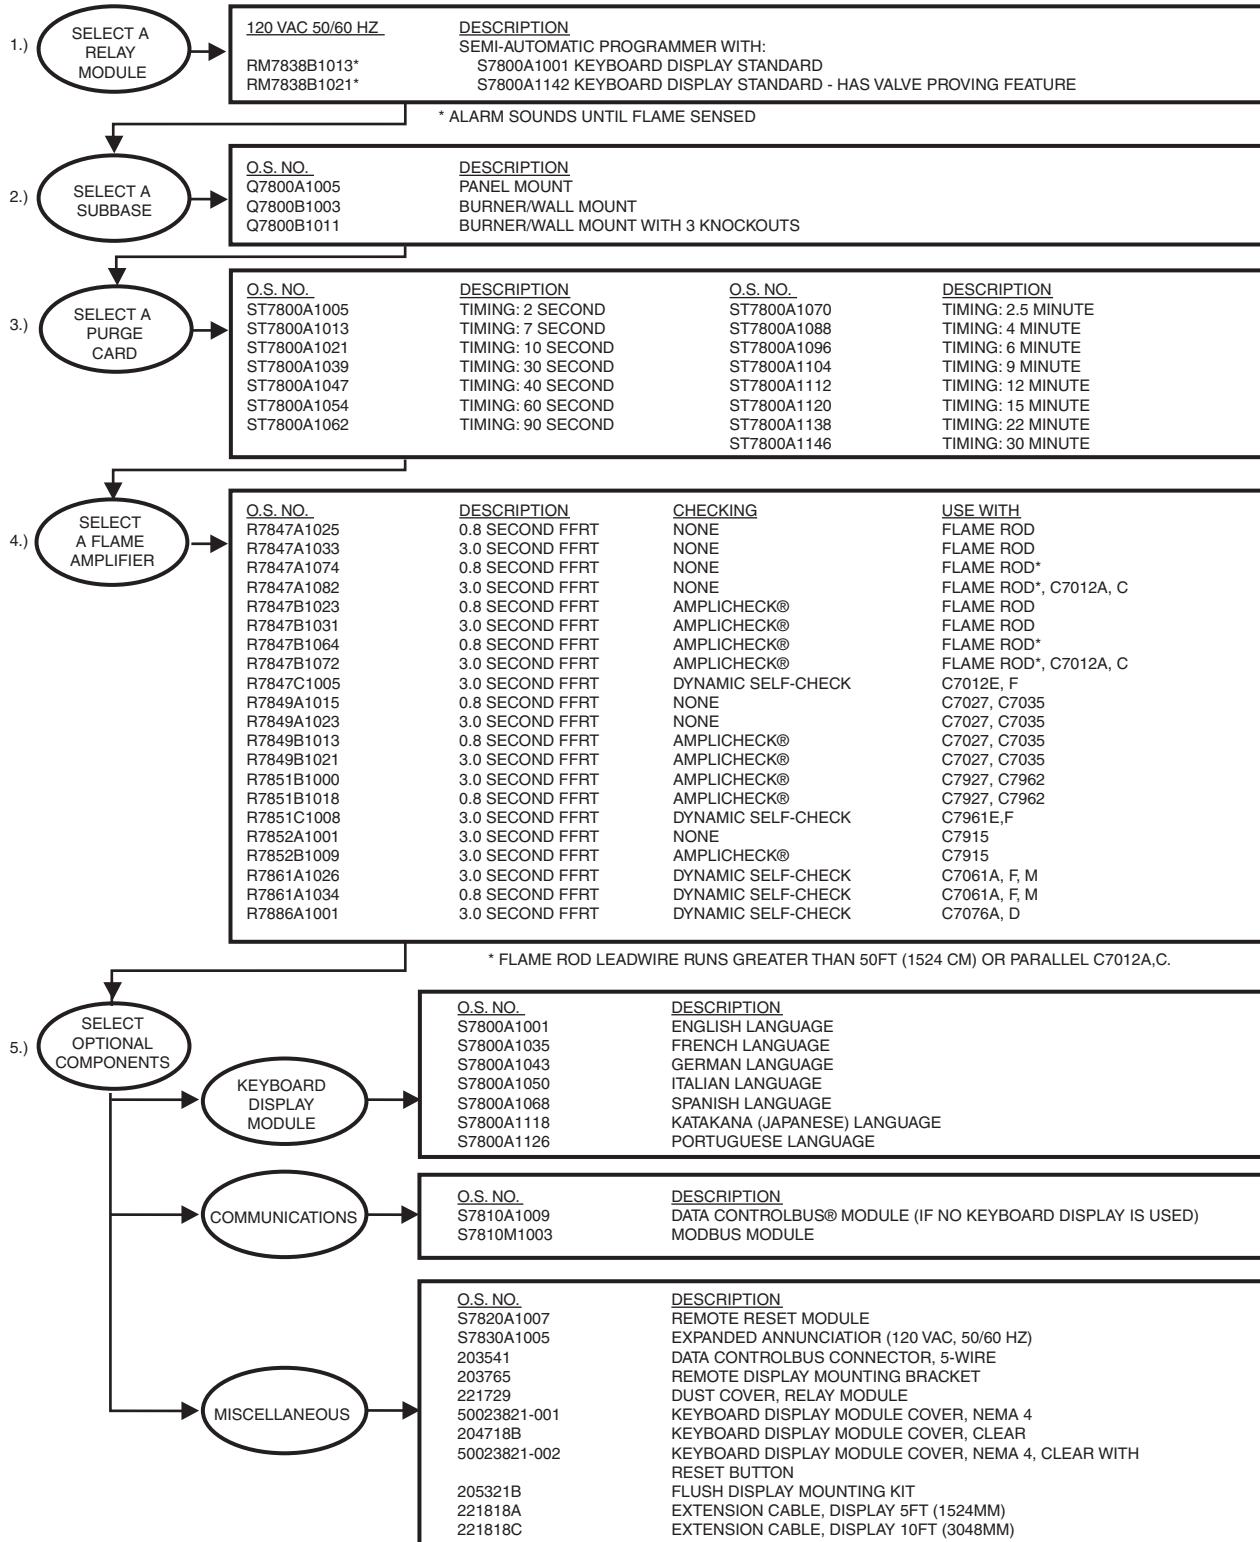 1.)
SELECT A
RELAY
MODULE
120 VAC 50/60 HZ DESCRIPTION
SEMI-AUTOMATIC PROGRAMMER WITH:
RM7838B1013* S7800A1001 KEYBOARD DISPLAY STANDARD
RM7838B1021* S7800A1142 KEYBOARD DISPLAY STANDARD - HAS VALVE PROVING FEATURE
* ALARM SOUNDS UNTIL FLAME SENSED
2.)
SELECT A
SUBBASE
O.S. NO. DESCRIPTION
Q7800A1005 PANEL MOUNT
Q7800B1003 BURNER/WALL MOUNT
Q7800B1011 BURNER/WALL MOUNT WITH 3 KNOCKOUTS
3.)
SELECT A
PURGE
CARD
O.S. NO. DESCRIPTION O.S. NO. DESCRIPTION
ST7800A1005 TIMING: 2 SECOND ST7800A1070 TIMING: 2.5 MINUTE
ST7800A1013 TIMING: 7 SECOND ST7800A1088 TIMING: 4 MINUTE
ST7800A1021 TIMING: 10 SECOND ST7800A1096 TIMING: 6 MINUTE
ST7800A1039 TIMING: 30 SECOND ST7800A1104 TIMING: 9 MINUTE
ST7800A1047 TIMING: 40 SECOND ST7800A1112 TIMING: 12 MINUTE
ST7800A1054 TIMING: 60 SECOND ST7800A1120 TIMING: 15 MINUTE
ST7800A1062 TIMING: 90 SECOND ST7800A1138 TIMING: 22 MINUTE
ST7800A1146 TIMING: 30 MINUTE
4.)
SELECT
A FLAME
AMPLIFIER
O.S. NO. DESCRIPTION CHECKING USE WITH
R7847A1025 0.8 SECOND FFRT NONE FLAME ROD
R7847A1033 3.0 SECOND FFRT NONE FLAME ROD
R7847A1074 0.8 SECOND FFRT NONE FLAME ROD*
R7847A1082 3.0 SECOND FFRT NONE FLAME ROD*, C7012A, C
R7847B1023 0.8 SECOND FFRT AMPLICHECK® FLAME ROD
R7847B1031 3.0 SECOND FFRT AMPLICHECK® FLAME ROD
R7847B1064 0.8 SECOND FFRT AMPLICHECK® FLAME ROD*
R7847B1072 3.0 SECOND FFRT AMPLICHECK® FLAME ROD*, C7012A, C
R7847C1005 3.0 SECOND FFRT DYNAMIC SELF-CHECK C7012E, F
R7849A1015 0.8 SECOND FFRT NONE C7027, C7035
R7849A1023 3.0 SECOND FFRT NONE C7027, C7035
R7849B1013 0.8 SECOND FFRT AMPLICHECK® C7027, C7035
R7849B1021 3.0 SECOND FFRT AMPLICHECK® C7027, C7035
R7851B1000 3.0 SECOND FFRT AMPLICHECK® C7927, C7962
R7851B1018 0.8 SECOND FFRT AMPLICHECK® C7927, C7962
R7851C1008 3.0 SECOND FFRT DYNAMIC SELF-CHECK C7961E,F
R7852A1001 3.0 SECOND FFRT NONE C7915
R7852B1009 3.0 SECOND FFRT AMPLICHECK® C7915
R7861A1026 3.0 SECOND FFRT DYNAMIC SELF-CHECK C7061A, F, M
R7861A1034 0.8 SECOND FFRT DYNAMIC SELF-CHECK C7061A, F, M
R7886A1001 3.0 SECOND FFRT DYNAMIC SELF-CHECK C7076A, D
* FLAME ROD LEADWIRE RUNS GREATER THAN 50FT (1524 CM) OR PARALLEL C7012A,C.
5.)
SELECT
OPTIONAL
COMPONENTS
KEYBOARD
DISPLAY
MODULE
O.S. NO. DESCRIPTION
S7800A1001 ENGLISH LANGUAGE
S7800A1035 FRENCH LANGUAGE
S7800A1043 GERMAN LANGUAGE
S7800A1050 ITALIAN LANGUAGE
S7800A1068 SPANISH LANGUAGE
S7800A1118 KATAKANA (JAPANESE) LANGUAGE
S7800A1126 PORTUGUESE LANGUAGE
COMMUNICATIONS
O.S. NO. DESCRIPTION
S7810A1009 DATA CONTROLBUS® MODULE (IF NO KEYBOARD DISPLAY IS USED)
S7810M1003 MODBUS MODULE
MISCELLANEOUS
O.S. NO. DESCRIPTION
S7820A1007 REMOTE RESET MODULE
S7830A1005 EXPANDED ANNUNCIATIOR (120 VAC, 50/60 HZ)
203541 DATA CONTROLBUS CONNECTOR, 5-WIRE
203765 REMOTE DISPLAY MOUNTING BRACKET
221729 DUST COVER, RELAY MODULE
50023821-001 KEYBOARD DISPLAY MODULE COVER, NEMA 4
204718B KEYBOARD DISPLAY MODULE COVER, CLEAR
50023821-002 KEYBOARD DISPLAY MODULE COVER, NEMA 4, CLEAR WITH
RESET BUTTON
205321B FLUSH DISPLAY MOUNTING KIT
221818A EXTENSION CABLE, DISPLAY 5FT (1524MM)
221818C EXTENSION CABLE, DISPLAY 10FT (3048MM)